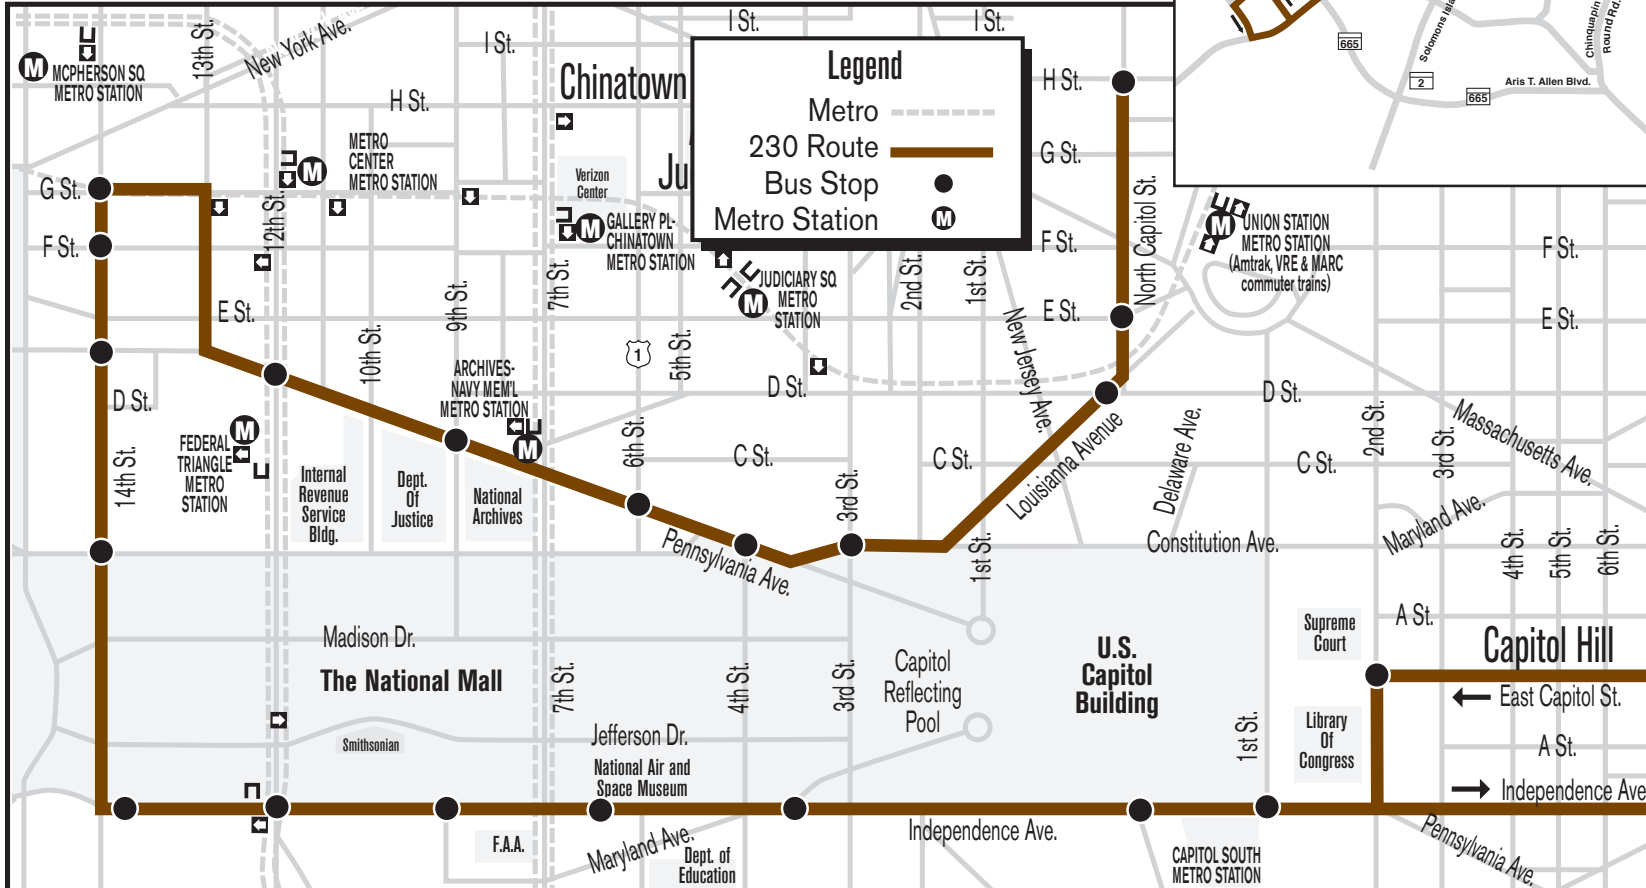 I St.
I St.
I St.
13th St.
New York Ave.
M
MCPHERSON SQ
METRO STATION
H St.
Chinatown
Ju
Legend
Metro
230 Route
Bus Stop
Metro Station
M
H St.
G St.
F St.
E St.
North Capitol St.
665
2
665
Solomons Isla
Chinquapin
Round Rd.
Aris T. Allen Blvd.
METRO
CENTER
METRO STATION
M
G St.
F St.
12th St.
E St.
Verizon
Center
M
GALLERY PL-
CHINATOWN
METRO STATION
7th St.
9th St.
10th St.
JUDICIARY SQ
METRO
STATION
M
2nd St.
1st St.
New Jersey Ave.
M
UNION STATION
METRO STATION
(Amtrak, VRE & MARC
commuter trains)
F St.
E St.
1
5th St.
D St.
D St.
D St.
ARCHIVES-
NAVY MEM'L
METRO STATION
M
14th St.
FEDERAL
TRIANGLE
METRO
STATION
M
Internal
Revenue
Service
Bldg.
Dept.
Of
Justice
National
Archives
6th St.
C St.
C St.
C St.
3rd St.
Louisianna Avenue
Delaware Ave.
2nd St.
3rd St.
Massachusetts Ave.
Maryland Ave.
Pennsylvania Ave.
1st St.
Constitution Ave.
4th St.
5th St.
6th St.
Madison Dr.
The National Mall
7th St.
4th St.
3rd St.
Capitol
Reflecting
Pool
U.S.
Capitol
Building
Supreme
Court
A St.
Capitol Hill
East Capitol St.
Library
Of
Congress
A St.
Independence Ave
1st St.
Smithsonian
Jefferson Dr.
National Air and
Space Museum
F.A.A.
Maryland Ave.
Dept. of
Education
Independence Ave.
CAPITOL SOUTH
METRO STATION
Pennsylvania Ave.